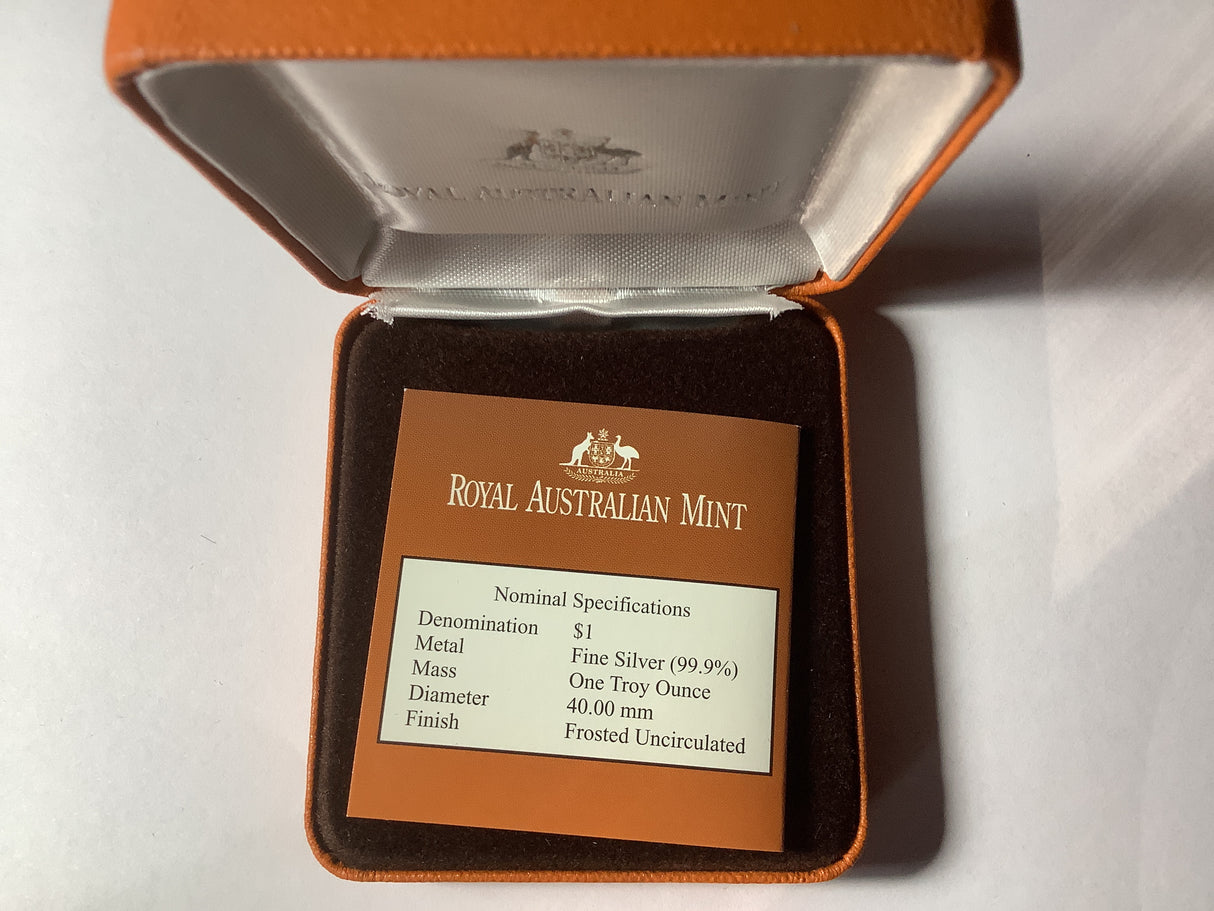 ROYAL AUSTRALIAN MINT
AUSTRALIA
ROYAL AUSTRALIAN MINT
Nominal Specifications
Denomination $1
Metal Fine Silver (99.9%)
Mass One Troy Ounce
Diameter 40.00 mm
Finish Frosted Uncirculated